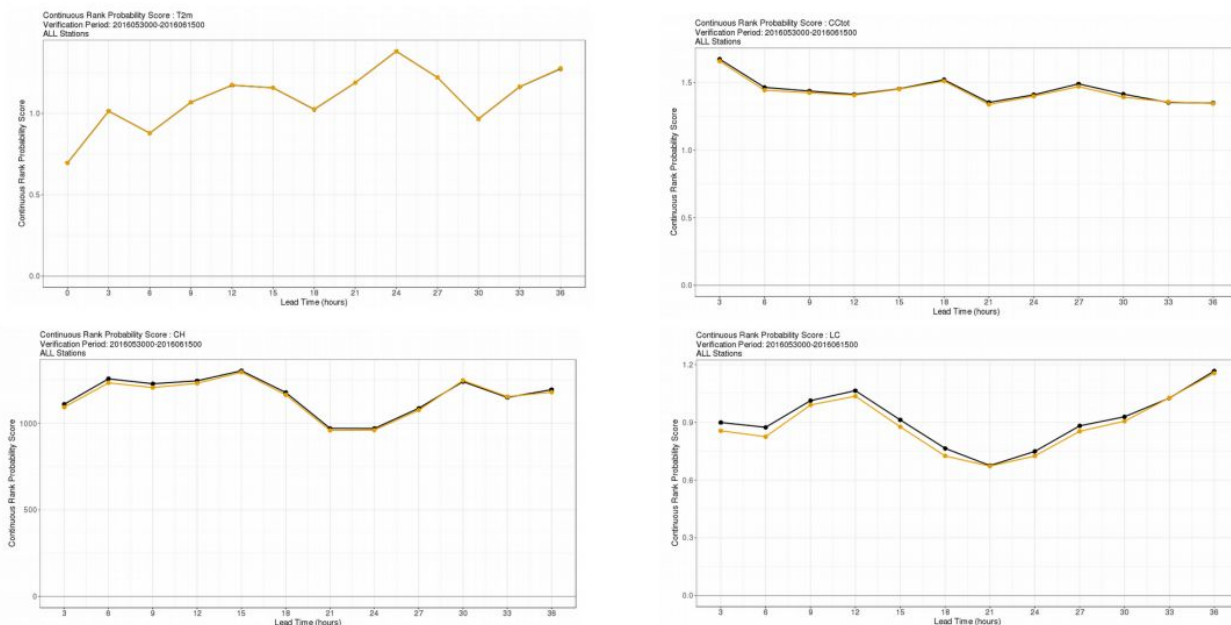 Continuous Rank Probability Score : T2m
Verification Period: 2016053000-2016061500
ALL Stations
Continuous Rank Probability Score
1.0
0.5
0.0
0 3 6 9 12 15 18 21 24 27 30 33 36
Lead Time (hours)
Continuous Rank Probability Score : CCtot
Verification Period: 2016053000-2016061500
ALL Stations
Continuous Rank Probability Score
1.5
1.0
0.5
0.0
3 6 9 12 15 18 21 24 27 30 33 36
Lead Time (hours)
Continuous Rank Probability Score : CH
Verification Period: 2016053000-2016061500
ALL Stations
Continuous Rank Probability Score
1000
500
0
3 6 9 12 15 18 21 24 27 30 33 36
Lead Time (hours)
Continuous Rank Probability Score : LC
Verification Period: 2016053000-2016061500
ALL Stations
Continuous Rank Probability Score
1.2
0.9
0.6
0.3
0.0
3 6 9 12 15 18 21 24 27 30 33 36
Lead Time (hours)